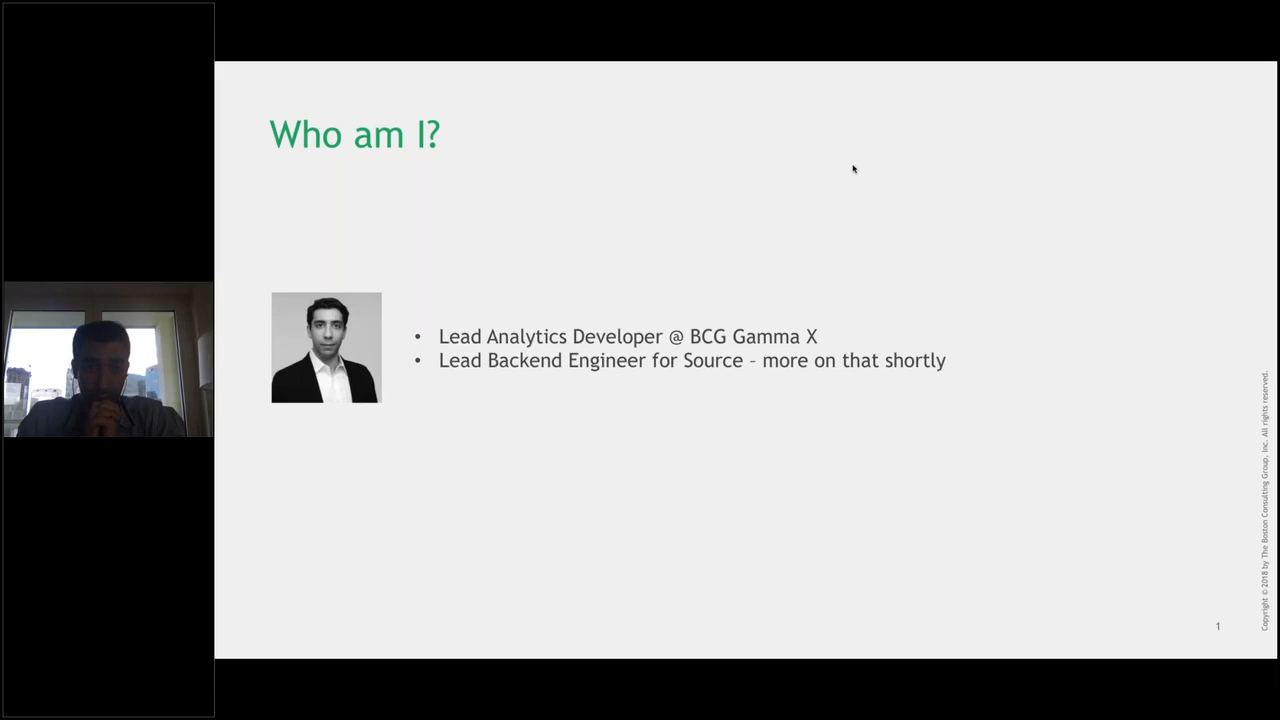 Who am I?
• Lead Analytics Developer @ BCG Gamma X
• Lead Backend Engineer for Source – more on that shortly
Copyright © 2018 by The Boston Consulting Group, Inc. All rights reserved.
1